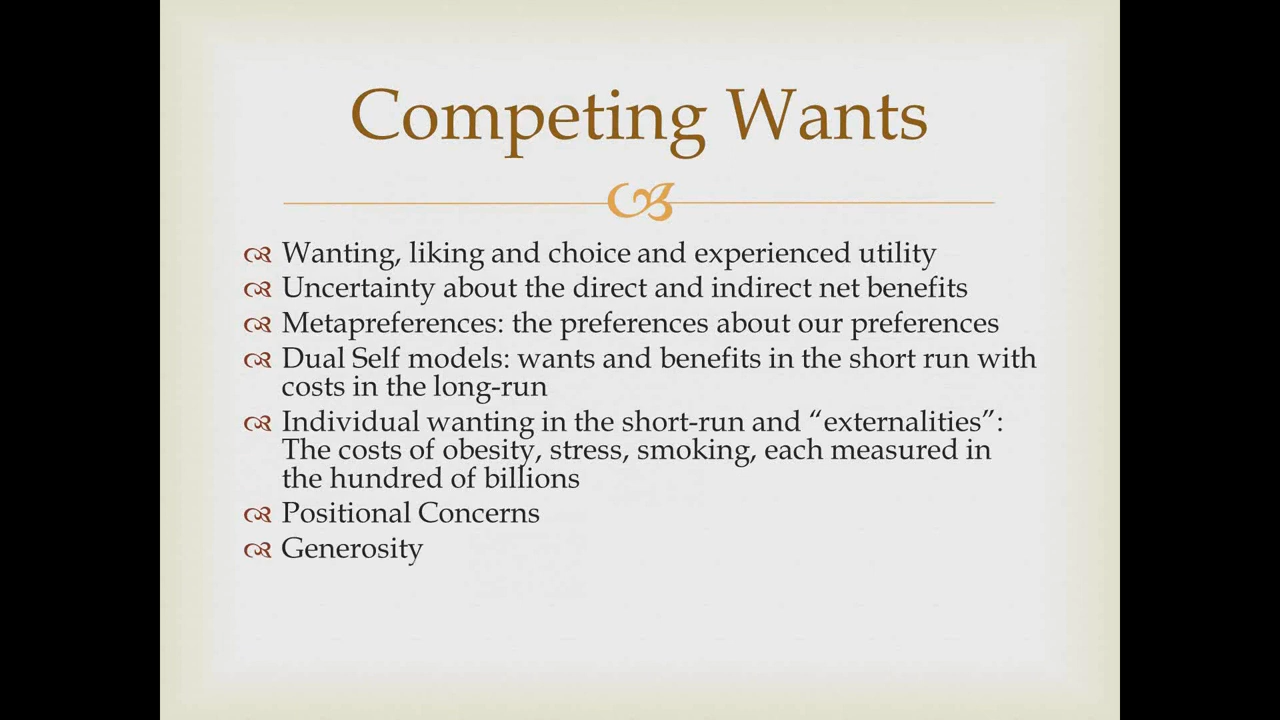 Competing Wants
Wanting, liking and choice and experienced utility
Uncertainty about the direct and indirect net benefits
Metapreferences: the preferences about our preferences
Dual Self models: wants and benefits in the short run with
costs in the long-run
Individual wanting in the short-run and “externalities”:
The costs of obesity, stress, smoking, each measured in
the hundred of billions
Positional Concerns
Generosity